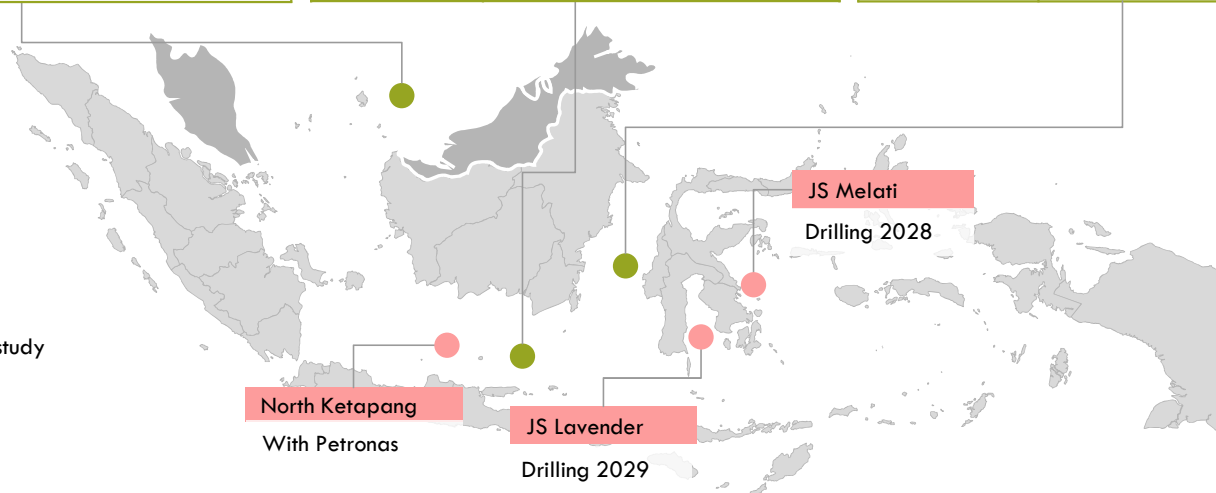 JS Melati
Drilling 2028
study
North Ketapang
With Petronas
JS Lavender
Drilling 2029